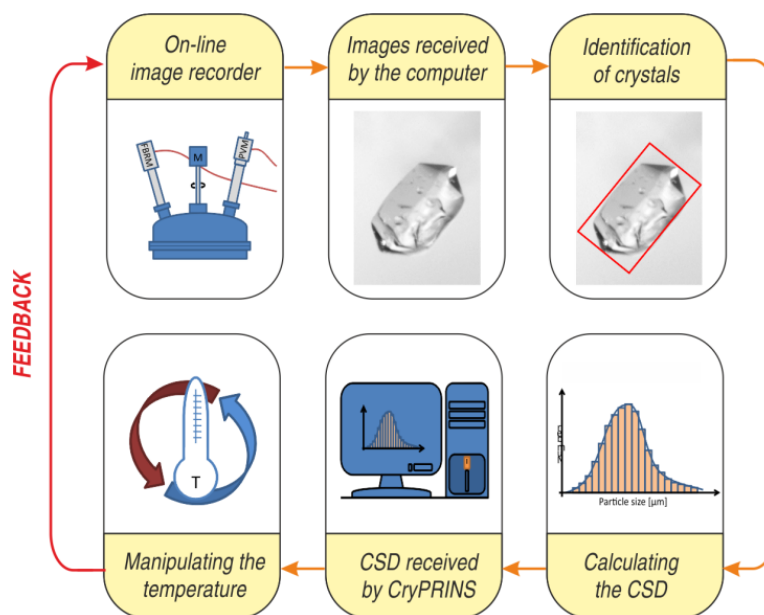 On-line
image recorder
Images received
by the computer
Identification
of crystals
FBRM
M
PVM
FEEDBACK
T
Particle size [µm]
Manipulating the
temperature
CSD received
by CryPRINS
Calculating
the CSD